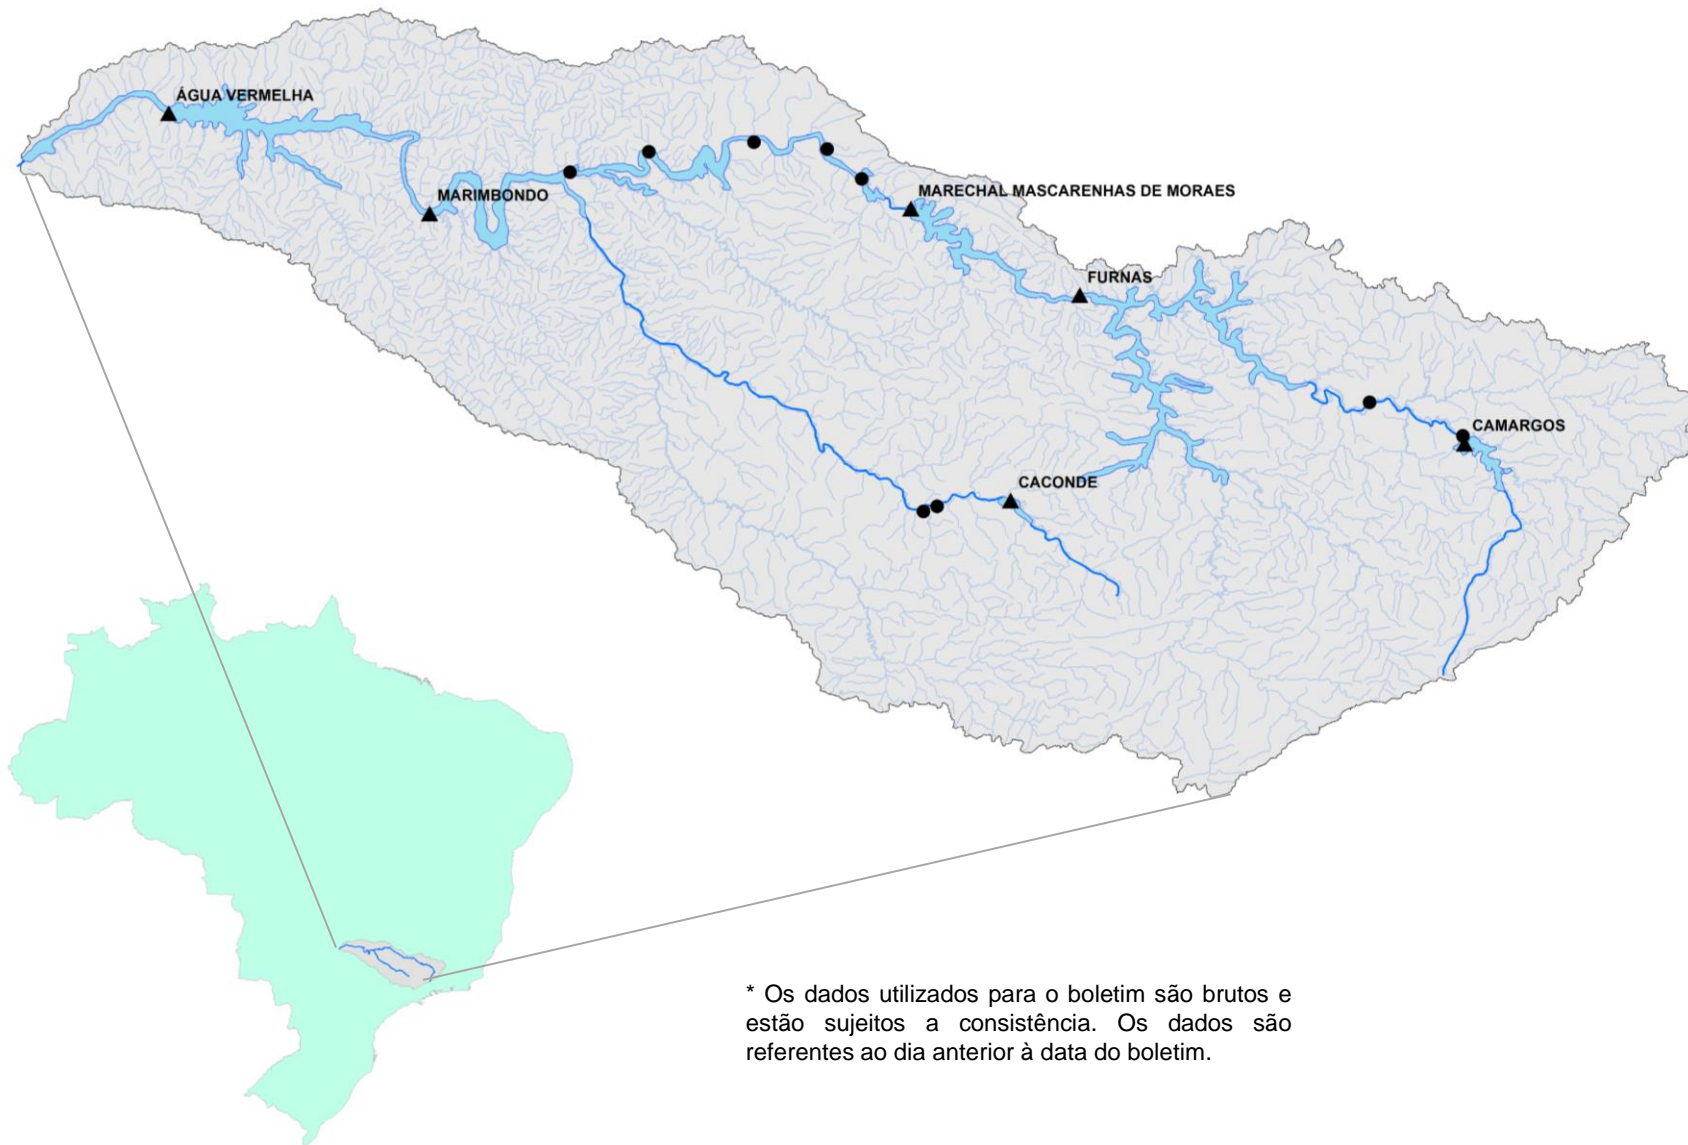 ÁGUA VERMELHA
MARIMBONDO
MARECHAL MASCARENHAS DE MORAES
FURNAS
CAMARGOS
CACONDE
* Os dados utilizados para o boletim são brutos e
estão sujeitos a consistência. Os dados são
referentes ao dia anterior à data do boletim.